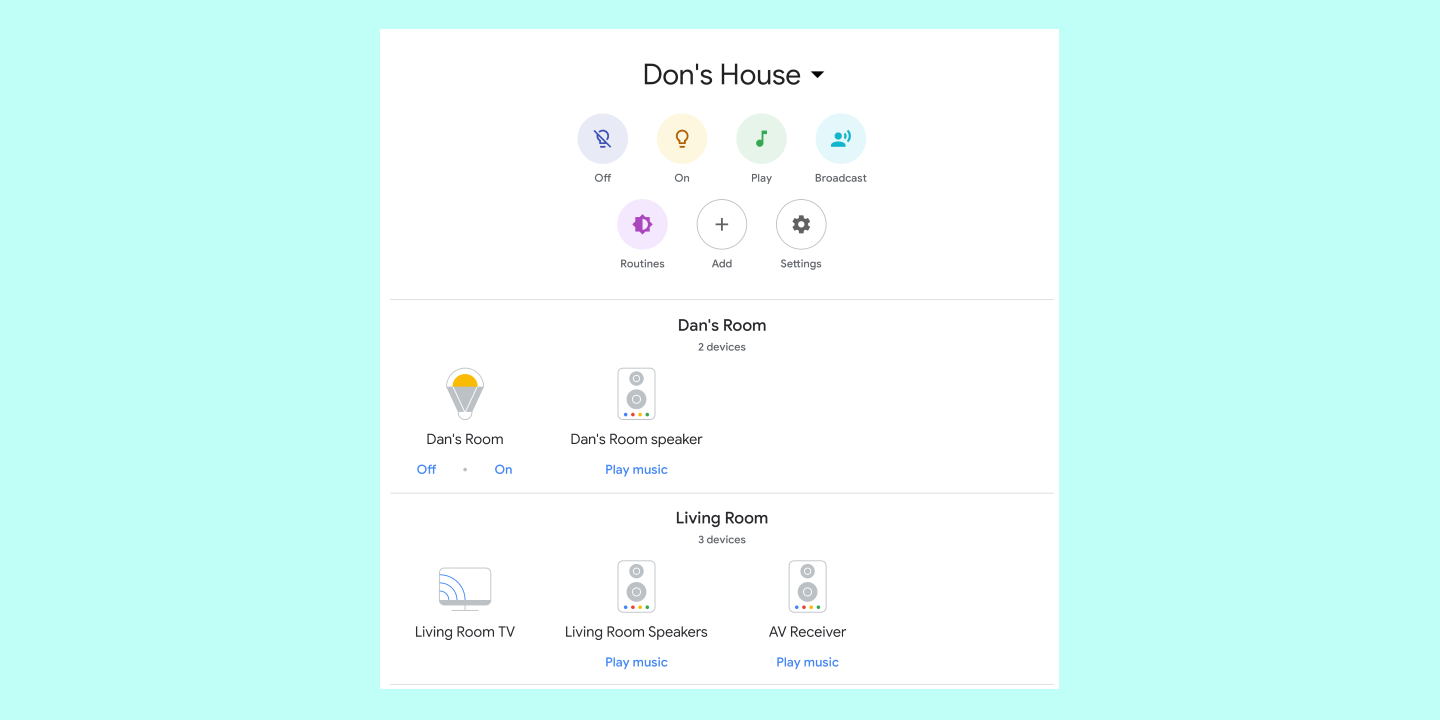 Don's House
Off On Play Broadcast
Routines Add Settings
Dan's Room
2 devices
Dan's Room Dan's Room speaker
Off • On Play music
Living Room
3 devices
Living Room TV Living Room Speakers AV Receiver
Play music Play music